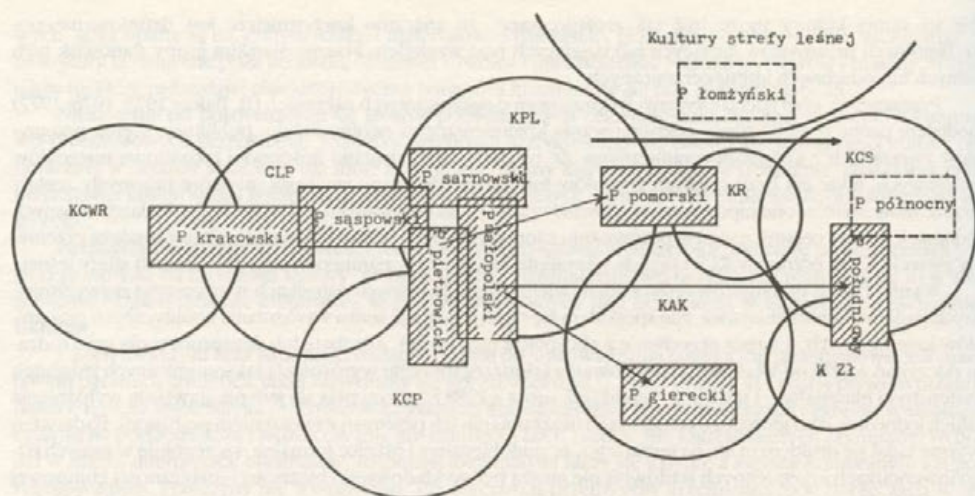 Kultury strefy leśnej
P łomżyński
KPL
KCS
CLP
P sarnowski
KCWR
P sąspowski
P pomorski
KR
P północny
P krakowski
P małopolski
P pietrowicki
P południowy
KAK
K Zł
P gierecki
KCP